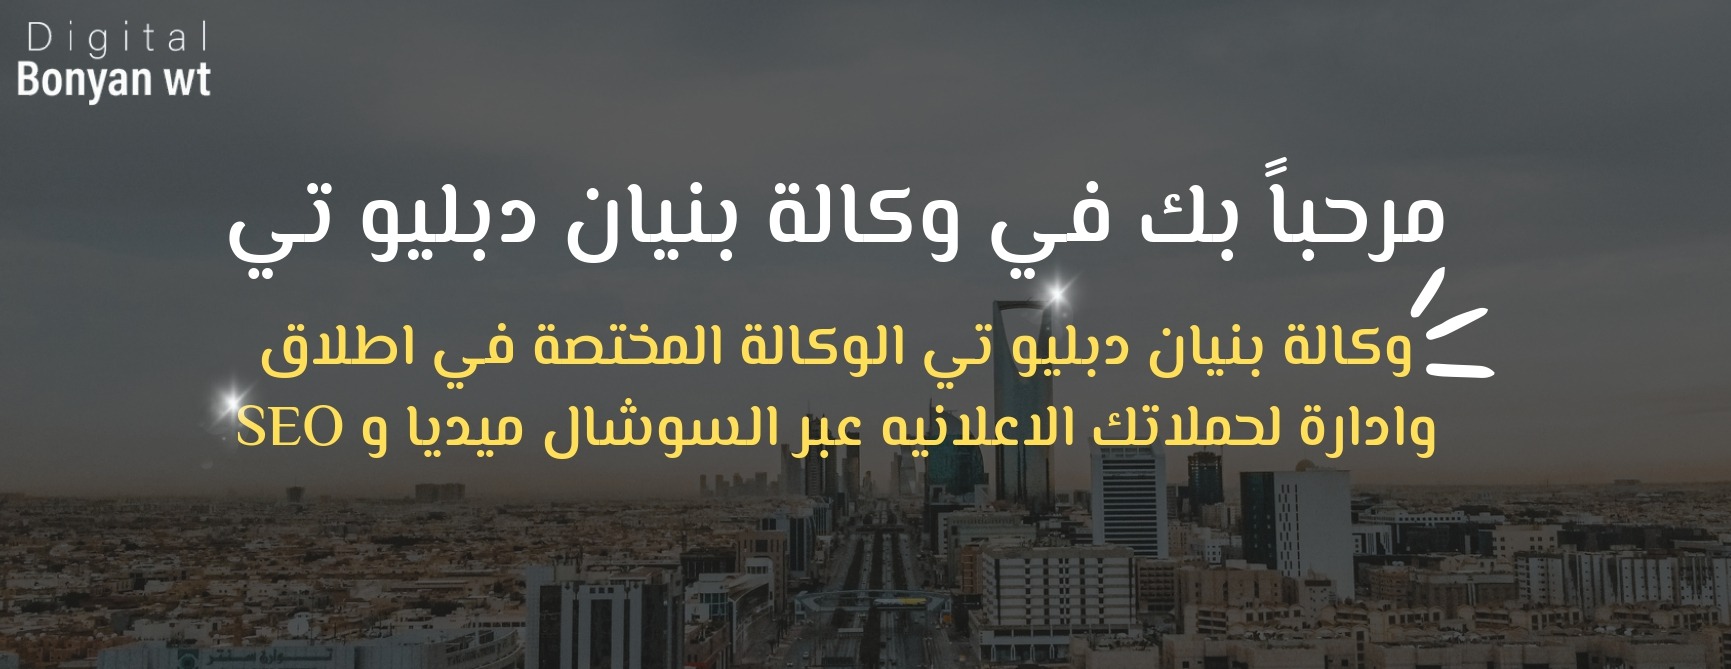 Digital
Bonyan wt
مرحباً بك في وكالة بنيان دبليو تي
وكالة بنيان دبليو تي الوكالة المختصة في اطلاق
وادارة لحملاتك الاعلانيه عبر السوشال ميديا و SEO